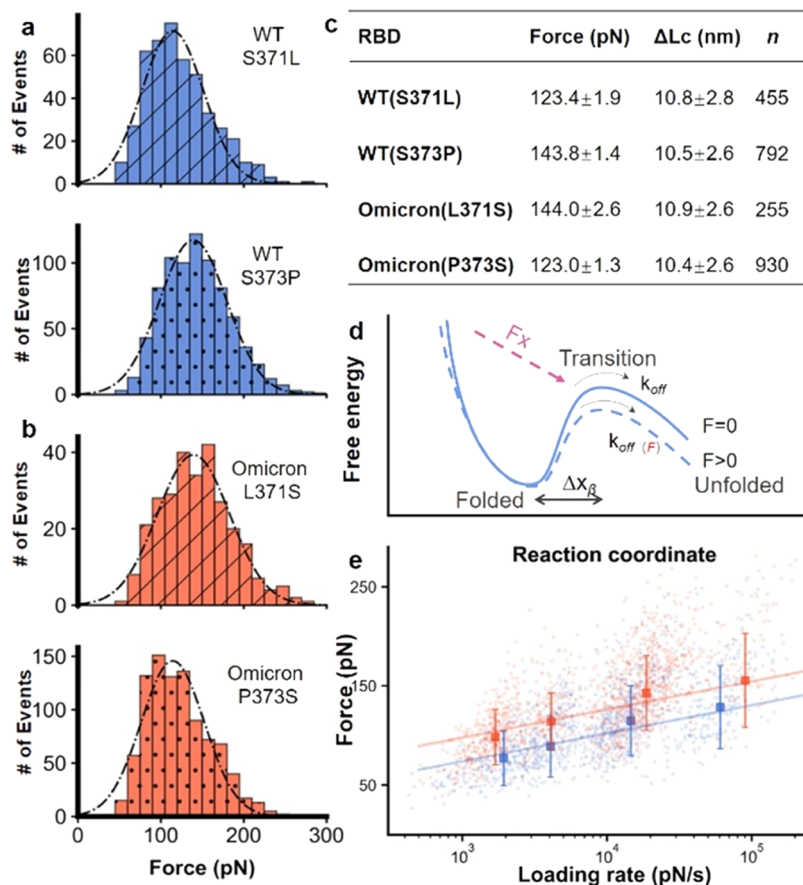 a
WT
S371L
# of Events
60
40
20
0
WT
S373P
# of Events
100
50
0
b
Omicron
L371S
# of Events
40
20
0
Omicron
P373S
# of Events
150
100
50
0
0 100 200 300
Force (pN)
c
RBD Force (pN) ΔLc (nm) n
WT(S371L) 123.4±1.9 10.8±2.8 455
WT(S373P) 143.8±1.4 10.5±2.6 792
Omicron(L371S) 144.0±2.6 10.9±2.6 255
Omicron(P373S) 123.0±1.3 10.4±2.6 930
d
Free energy
Fx
Transition
koff
koff (F)
F=0
F>0
Unfolded
Folded
Δxβ
Reaction coordinate
e
Force (pN)
250
150
50
10³ 10⁴ 10⁵
Loading rate (pN/s)